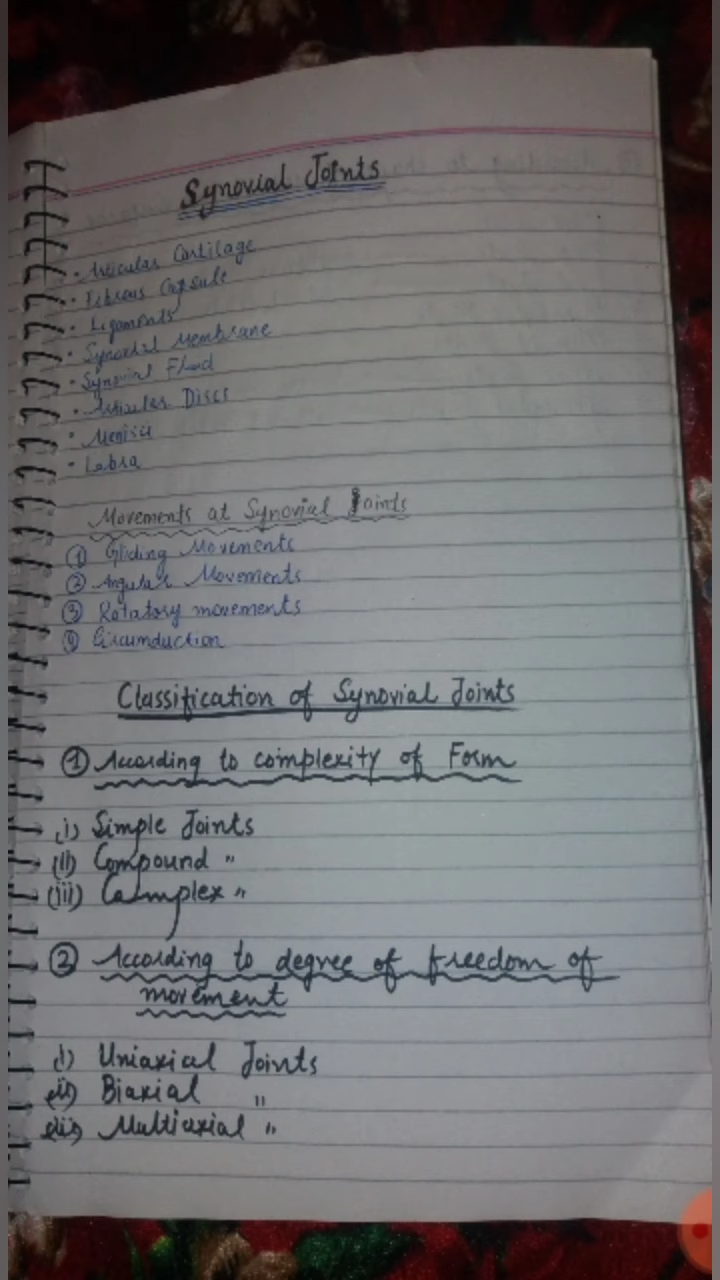 Synovial Joints
• Articular Cartilage
• Fibrous Capsule
• Ligaments
• Synovial Membrane
• Synovial Fluid
• Articular Discs
• Menisci
• Labra
Movements at Synovial Joints
① Gliding Movements
② Angular Movements
③ Rotatory movements
④ Circumduction
Classification of Synovial Joints
① According to complexity of Form
(i) Simple Joints
(ii) Compound "
(iii) Complex "
② According to degree of freedom of
movement
i) Uniaxial Joints
ii) Biaxial "
iii) Multiaxial "